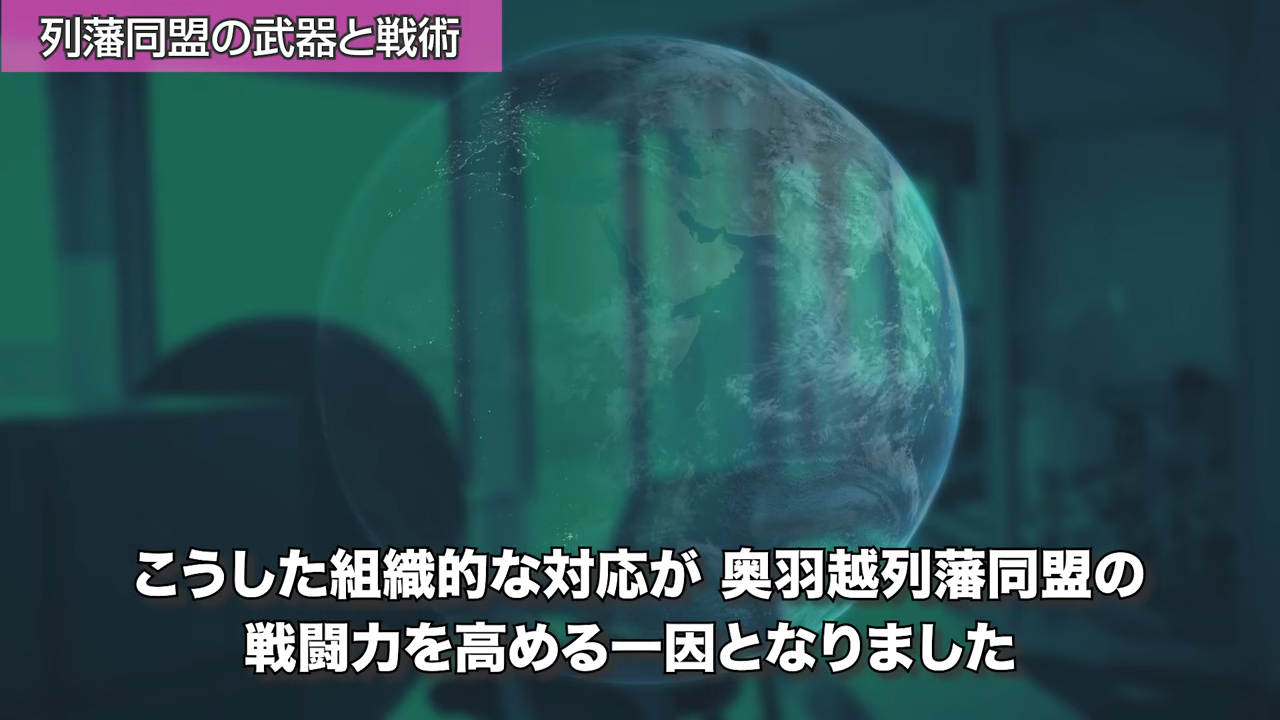 列藩同盟の武器と戦術
こうした組織的な対応が 奥羽越列藩同盟の
戦闘力を高める一因となりました